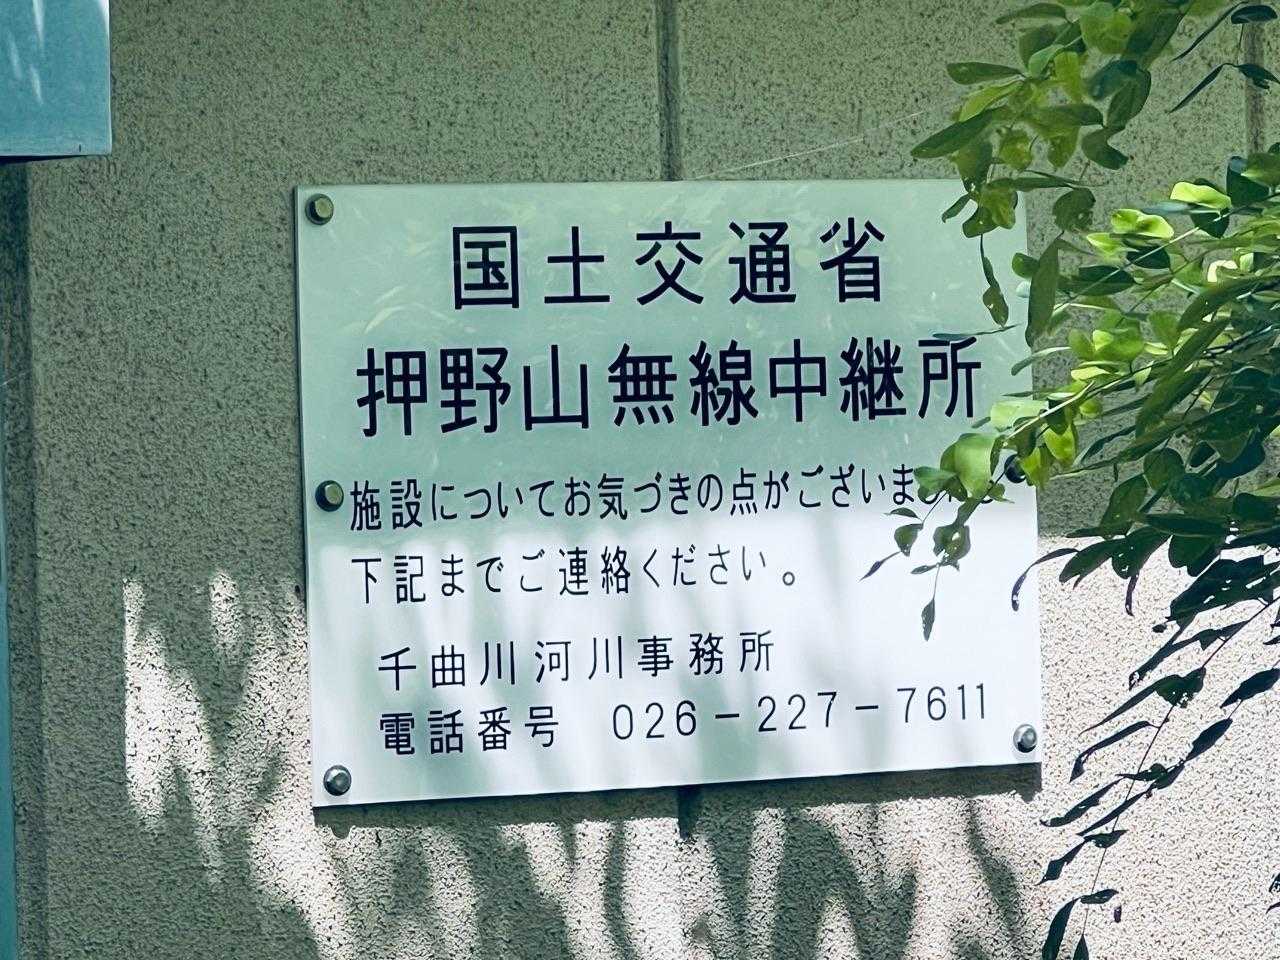 国土交通省
押野山無線中継所
施設についてお気づきの点がございましたら
下記までご連絡ください。
千曲川河川事務所
電話番号 026-227-7611